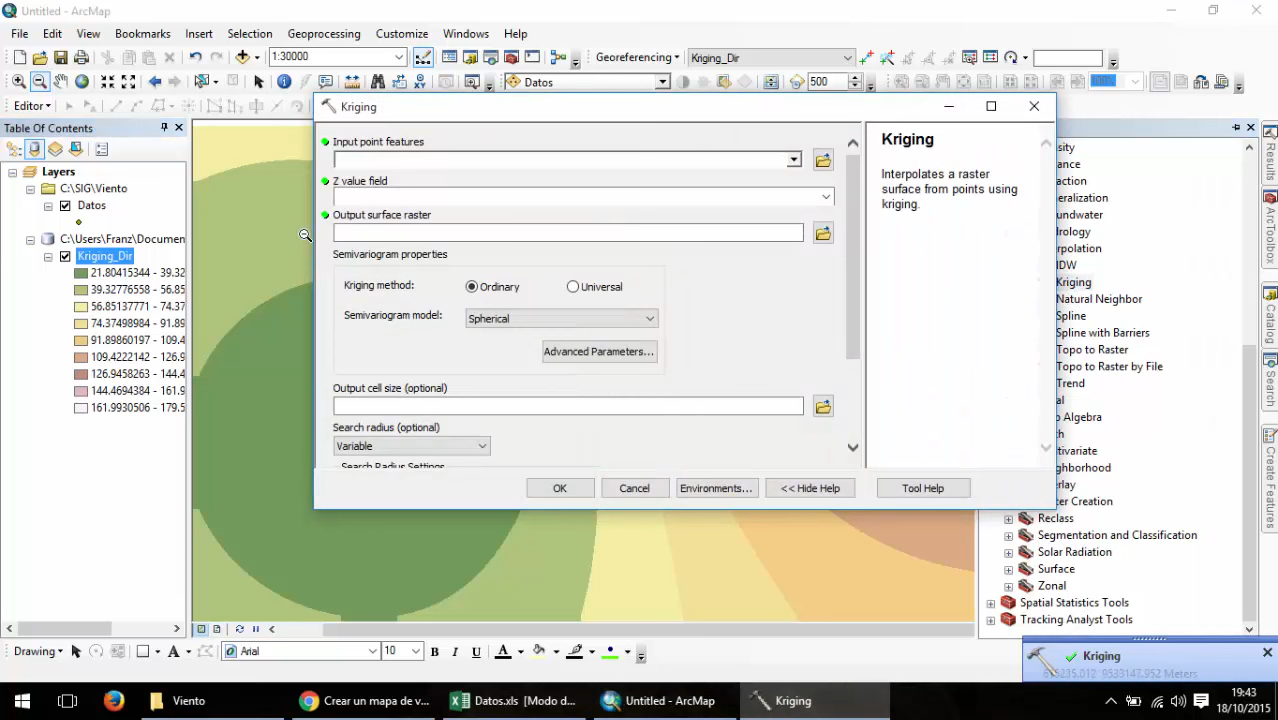 Untitled - ArcMap
File Edit View Bookmarks Insert Selection Geoprocessing Customize Windows Help
1:30000 Georeferencing Kriging_Dir
Datos 500 100%
Editor
Table Of Contents
Layers
C:\SIG\Viento
Datos
C:\Users\Franz\Documen
Kriging_Dir
21.80415344 - 39.32
39.32776558 - 56.85
56.85137771 - 74.37
74.37498984 - 91.89
91.89860197 - 109.4
109.4222142 - 126.9
126.9458263 - 144.4
144.4694384 - 161.9
161.9930506 - 179.5
Kriging
Input point features
Z value field
Output surface raster
Semivariogram properties
Kriging method: Ordinary Universal
Semivariogram model: Spherical
Advanced Parameters...
Output cell size (optional)
Search radius (optional)
Variable
Search Radius Settings
OK Cancel Environments... << Hide Help Tool Help
Kriging
Interpolates a raster
surface from points using
kriging.
sity
ance
action
undwater
rology
rpolation
IDW
Kriging
Natural Neighbor
Spline
Spline with Barriers
Topo to Raster
Topo to Raster by File
Trend
al
p Algebra
th
tivariate
ghborhood
rlay
ter Creation
Reclass
Segmentation and Classification
Solar Radiation
Surface
Zonal
Spatial Statistics Tools
Tracking Analyst Tools
Results
ArcToolbox
Catalog
Search
Create Features
Drawing Arial 10 B I U A
Kriging
Viento Crear un mapa de v... Datos.xls [Modo d... Untitled - ArcMap Kriging
19:43
18/10/2015